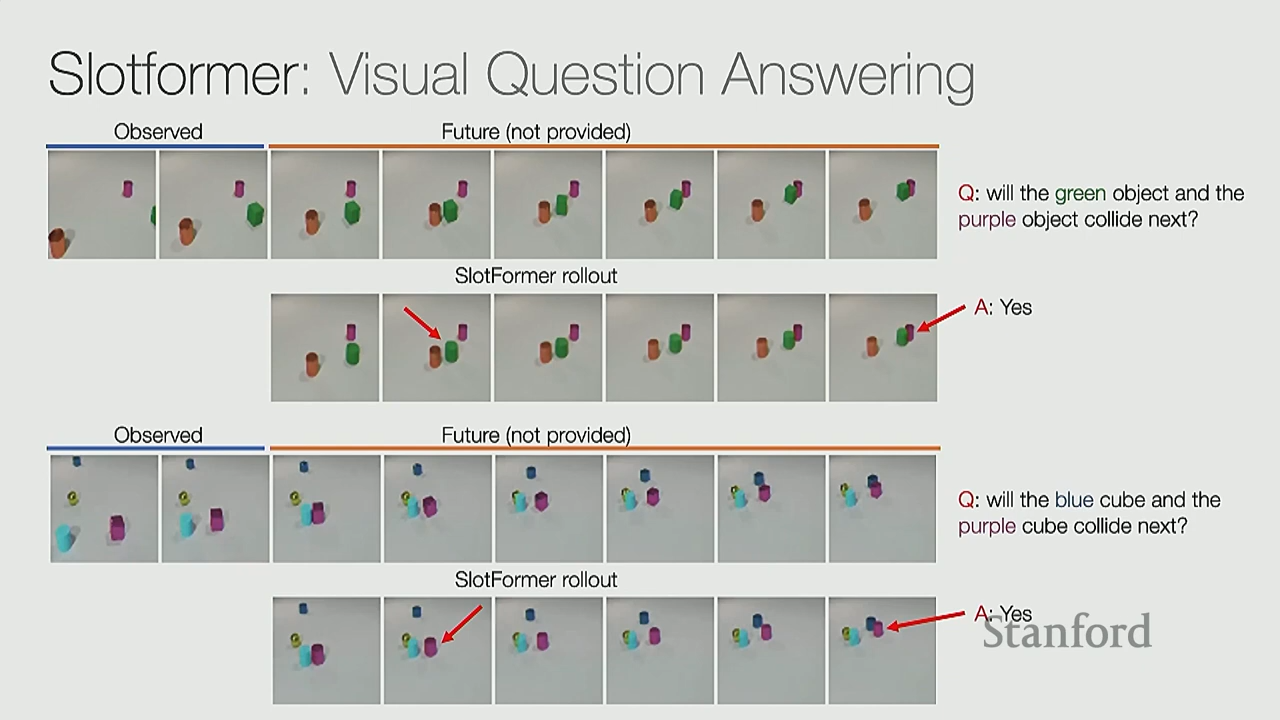 Slotformer: Visual Question Answering
Observed
Future (not provided)
Q: will the green object and the
purple object collide next?
SlotFormer rollout
A: Yes
Observed
Future (not provided)
Q: will the blue cube and the
purple cube collide next?
SlotFormer rollout
A: Yes
Stanford